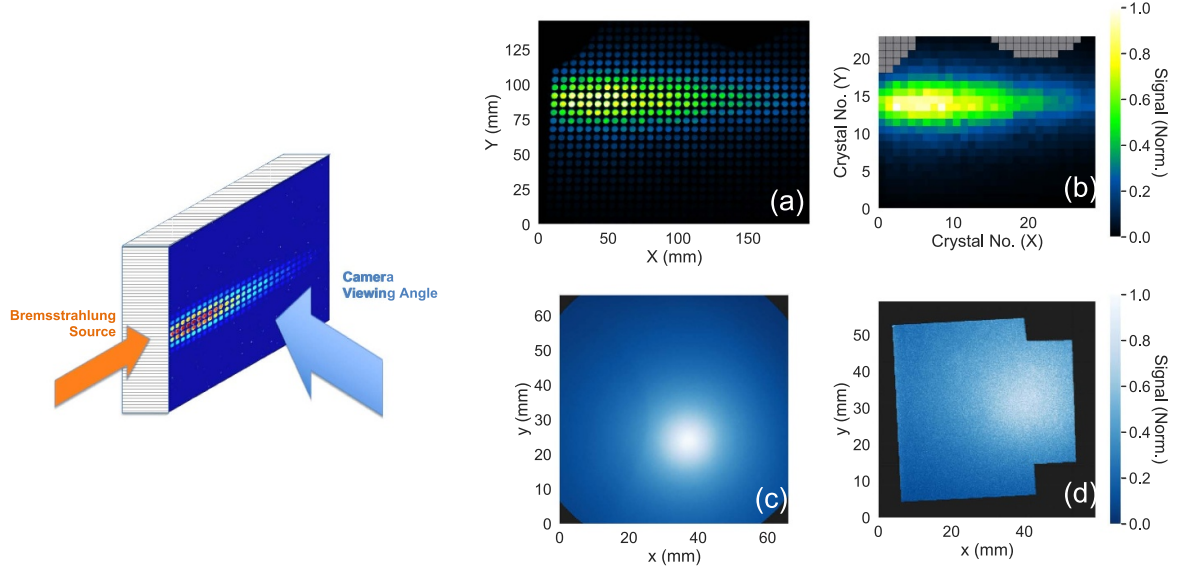 Bremsstrahlung
Source
Camera
Viewing Angle
Y (mm)
125
100
75
50
25
0
0
50
100
150
X (mm)
(a)
Crystal No. (Y)
20
15
10
5
0
0
10
20
Crystal No. (X)
(b)
1.0
0.8
0.6
0.4
0.2
0.0
Signal (Norm.)
y (mm)
60
50
40
30
20
10
0
0
20
40
60
x (mm)
(c)
y (mm)
50
40
30
20
10
0
0
20
40
x (mm)
(d)
1.0
0.8
0.6
0.4
0.2
0.0
Signal (Norm.)